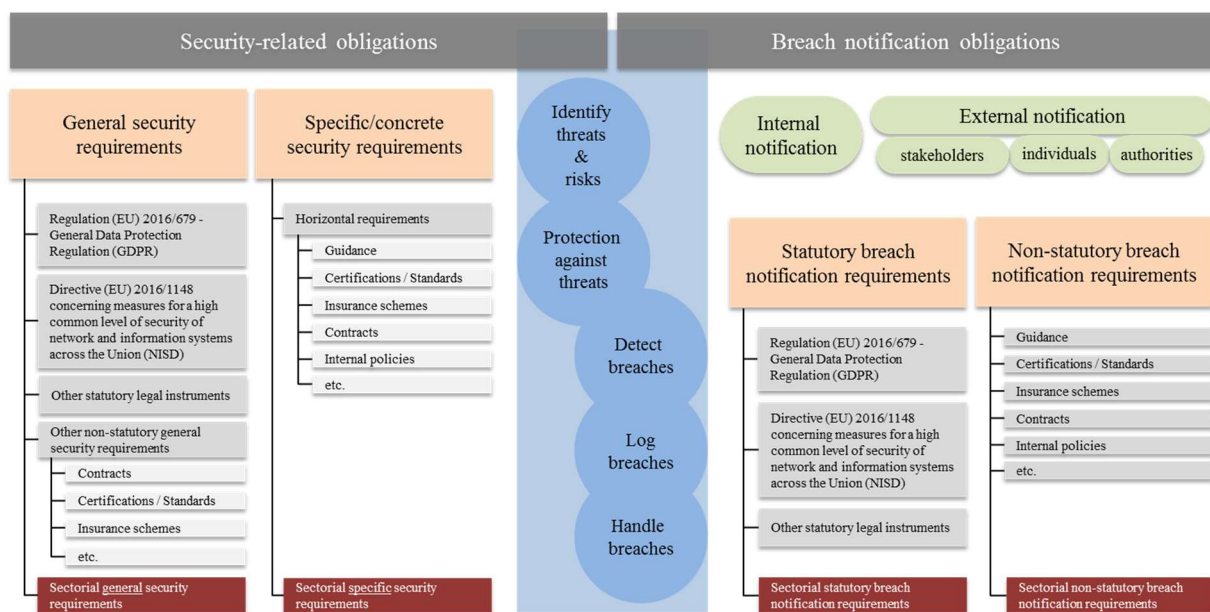 Security-related obligations
Breach notification obligations
General security
requirements
Regulation (EU) 2016/679 -
General Data Protection
Regulation (GDPR)
Directive (EU) 2016/1148
concerning measures for a high
common level of security of
network and information systems
across the Union (NISD)
Other statutory legal instruments
Other non-statutory general
security requirements
Contracts
Certifications / Standards
Insurance schemes
etc.
Sectorial general security
requirements
Specific/concrete
security requirements
Horizontal requirements
Guidance
Certifications / Standards
Insurance schemes
Contracts
Internal policies
etc.
Sectorial specific security
requirements
Identify
threats
&
risks
Protection
against
threats
Detect
breaches
Log
breaches
Handle
breaches
Internal
notification
External notification
stakeholders
individuals
authorities
Statutory breach
notification requirements
Regulation (EU) 2016/679 -
General Data Protection
Regulation (GDPR)
Directive (EU) 2016/1148
concerning measures for a high
common level of security of
network and information systems
across the Union (NISD)
Other statutory legal instruments
Sectorial statutory breach
notification requirements
Non-statutory breach
notification requirements
Guidance
Certifications / Standards
Insurance schemes
Contracts
Internal policies
etc.
Sectorial non-statutory breach
notification requirements